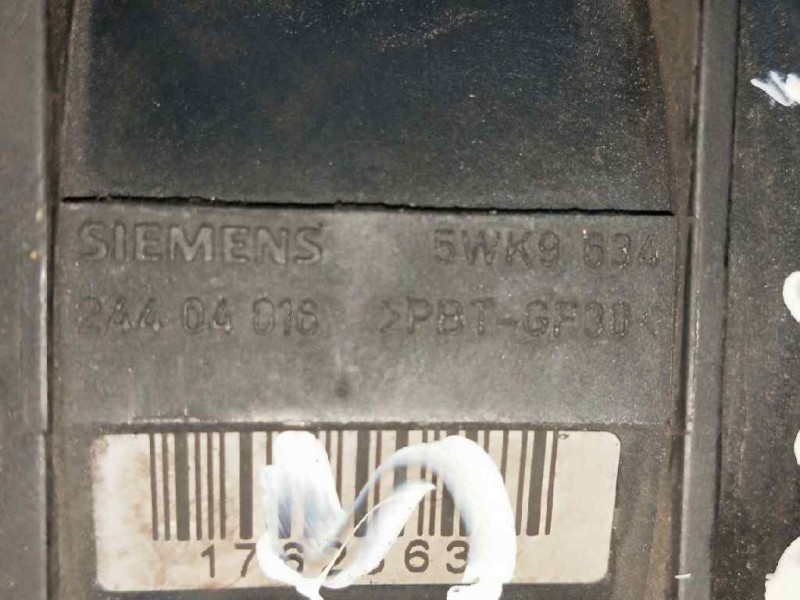 SIEMENS 5WK9 634
244 04 016 >PBT-GF30<